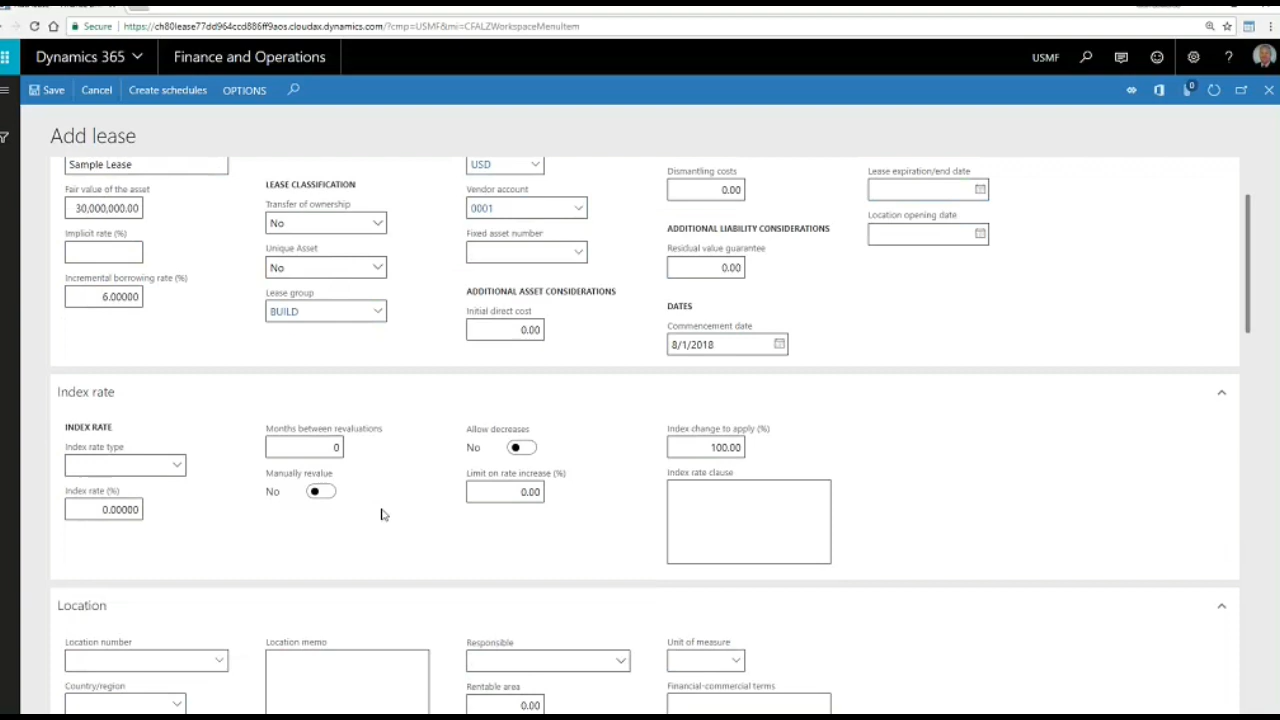 Secure https://ch80lease77dd964ccd886ff9aos.cloudax.dynamics.com/?cmp=USMF&mi=CFALZWorkspaceMenuItem
Dynamics 365 Finance and Operations USMF ?
Save Cancel Create schedules OPTIONS 0
Add lease
Sample Lease
Fair value of the asset
30,000,000.00
Implicit rate (%)
Incremental borrowing rate (%)
6.00000
LEASE CLASSIFICATION
Transfer of ownership
No
Unique Asset
No
Lease group
BUILD
USD
Vendor account
0001
Fixed asset number
ADDITIONAL ASSET CONSIDERATIONS
Initial direct cost
0.00
Dismantling costs
0.00
ADDITIONAL LIABILITY CONSIDERATIONS
Residual value guarantee
0.00
DATES
Commencement date
8/1/2018
Lease expiration/end date
Location opening date
Index rate
INDEX RATE
Index rate type
Index rate (%)
0.00000
Months between revaluations
0
Manually revalue
No
Allow decreases
No
Limit on rate increase (%)
0.00
Index change to apply (%)
100.00
Index rate clause
Location
Location number
Country/region
Location memo
Responsible
Rentable area
0.00
Unit of measure
Financial-commercial terms